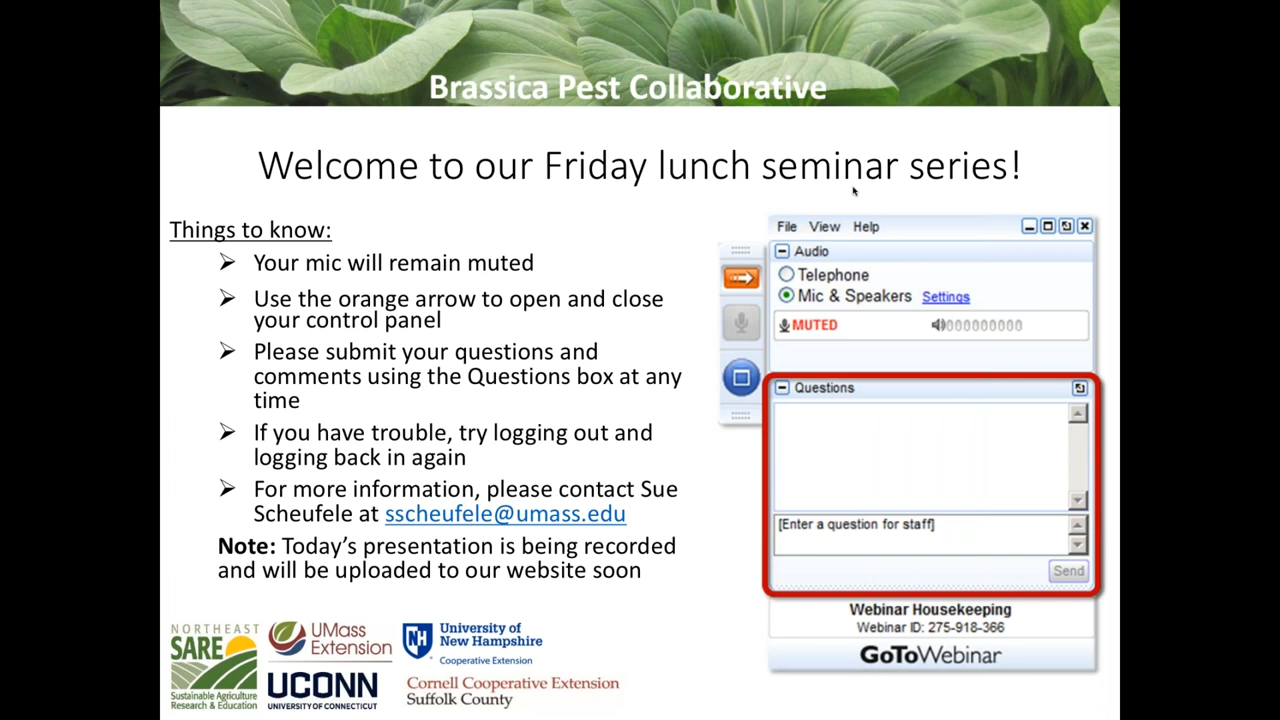 Brassica Pest Collaborative
Welcome to our Friday lunch seminar series!
Things to know:
➢ Your mic will remain muted
➢ Use the orange arrow to open and close
your control panel
➢ Please submit your questions and
comments using the Questions box at any
time
➢ If you have trouble, try logging out and
logging back in again
➢ For more information, please contact Sue
Scheufele at sscheufele@umass.edu
Note: Today’s presentation is being recorded
and will be uploaded to our website soon
File View Help
Audio
Telephone
Mic & Speakers Settings
MUTED 000000000
Questions
[Enter a question for staff]
Send
Webinar Housekeeping
Webinar ID: 275-918-366
GoToWebinar
NORTHEAST
SARE
Sustainable Agriculture
Research & Education
UMass
Extension
UCONN
UNIVERSITY OF CONNECTICUT
NH
University of
New Hampshire
Cooperative Extension
Cornell Cooperative Extension
Suffolk County